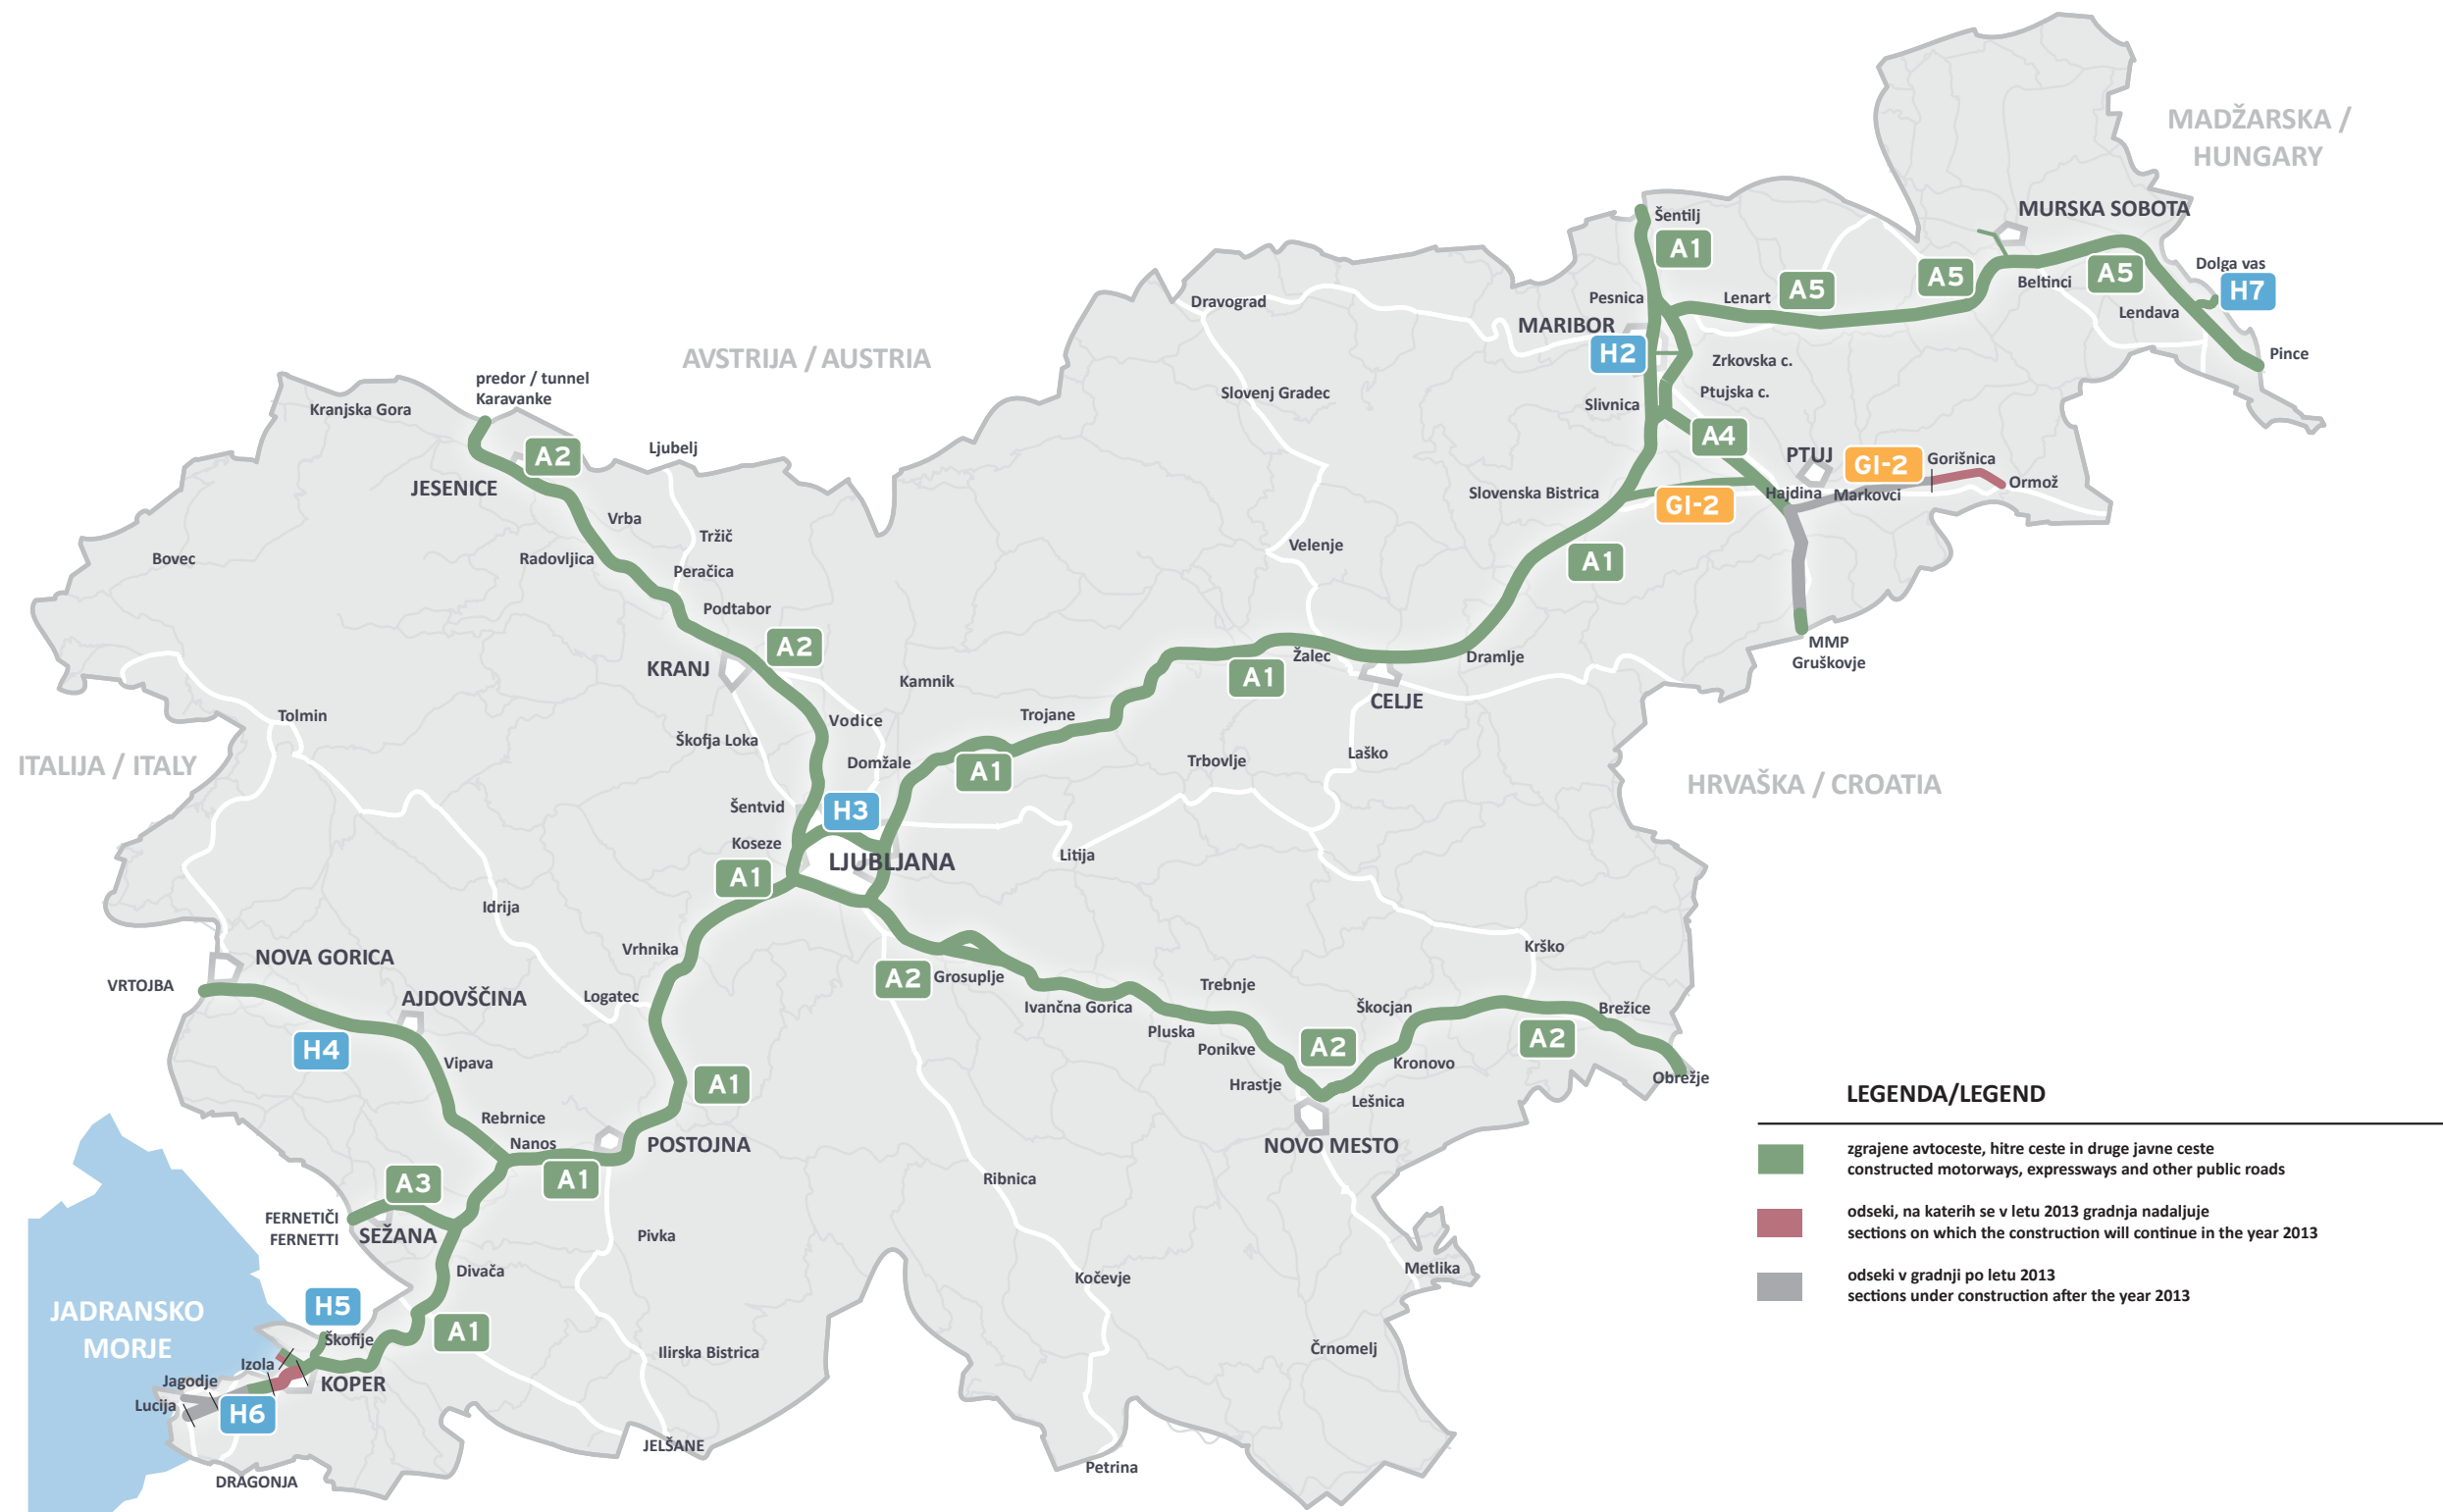 MADŽARSKA /
HUNGARY
MURSKA SOBOTA
Šentilj
A1
Dolga vas
H7
A5
A5
A5
Beltinci
Lendava
Pince
Pesnica
Lenart
Dravograd
MARIBOR
H2
Zrkovska c.
Ptujska c.
Slivnica
A4
PTUJ
GI-2
Gorišnica
Ormož
Hajdina
Markovci
GI-2
Slovenska Bistrica
A1
MMP
Gruškovje
AVSTRIJA / AUSTRIA
predor / tunnel
Karavanke
Kranjska Gora
A2
Ljubelj
JESENICE
Slovenj Gradec
Vrba
Tržič
Radovljica
Peračica
Bovec
Velenje
Podtabor
A2
KRANJ
Kamnik
Žalec
A1
Dramlje
CELJE
Tolmin
Vodice
Trojane
Škofja Loka
Domžale
A1
Trbovlje
Laško
ITALIJA / ITALY
HRVAŠKA / CROATIA
Šentvid
H3
Koseze
LJUBLJANA
A1
Litija
Idrija
Vrhnika
Krško
NOVA GORICA
VRTOJBA
AJDOVŠČINA
Logatec
A2
Grosuplje
Ivančna Gorica
Trebnje
Pluska
Ponikve
Škocjan
Brežice
A2
A2
Hrastje
Kronovo
Lešnica
Obrežje
H4
Vipava
A1
Rebrnice
Nanos
POSTOJNA
A1
NOVO MESTO
A3
FERNETIČI
FERNETTI
SEŽANA
Ribnica
Pivka
Divača
Kočevje
Metlika
JADRANSKO
MORJE
H5
Škofije
A1
Izola
KOPER
Jagodje
Lucija
H6
Ilirska Bistrica
Črnomelj
JELŠANE
Petrina
DRAGONJA
LEGENDA/LEGEND
zgrajene avtoceste, hitre ceste in druge javne ceste
constructed motorways, expressways and other public roads
odseki, na katerih se v letu 2013 gradnja nadaljuje
sections on which the construction will continue in the year 2013
odseki v gradnji po letu 2013
sections under construction after the year 2013